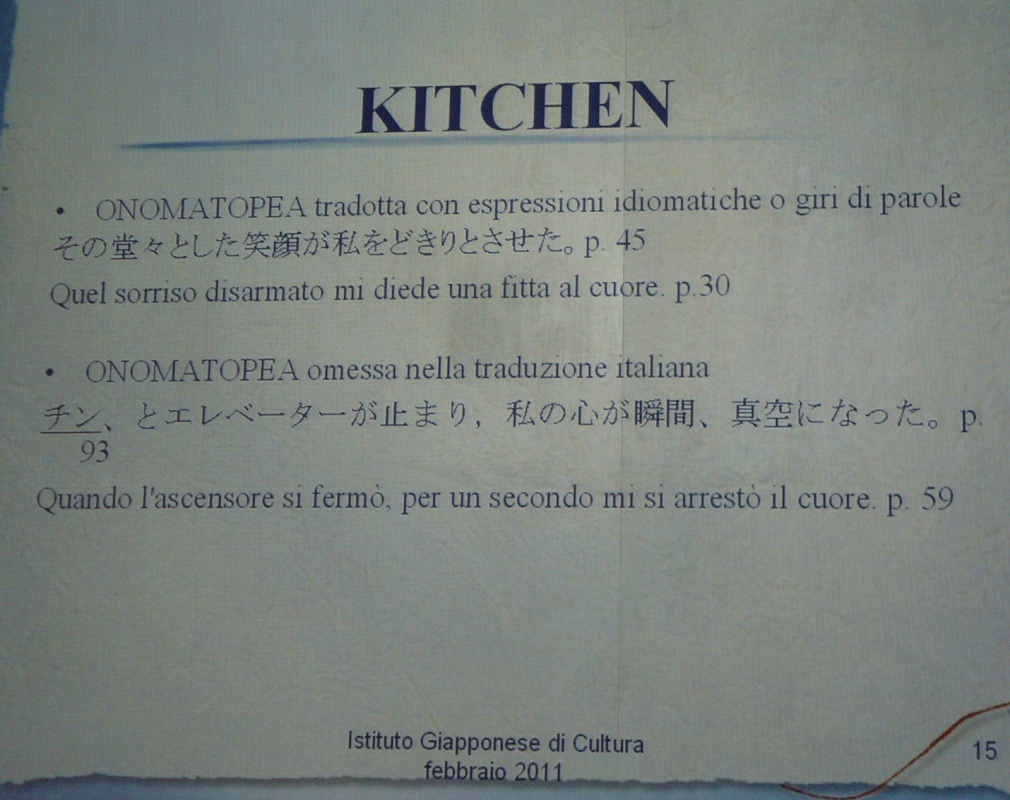 KITCHEN
• ONOMATOPEA tradotta con espressioni idiomatiche o giri di parole
その堂々とした笑顔が私をどきりとさせた。p. 45
Quel sorriso disarmato mi diede una fitta al cuore. p.30
• ONOMATOPEA omessa nella traduzione italiana
チン、とエレベーターが止まり，私の心が瞬間、真空になった。p.
93
Quando l'ascensore si fermò, per un secondo mi si arrestò il cuore. p. 59
Istituto Giapponese di Cultura
febbraio 2011
15